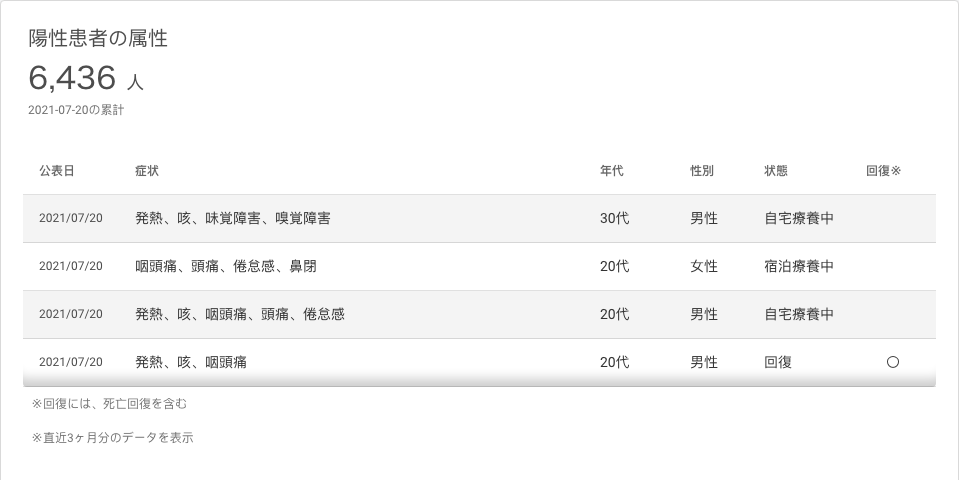 陽性患者の属性
6,436 人
2021-07-20の累計
公表日 症状 年代 性別 状態 回復※
2021/07/20 発熱、咳、味覚障害、嗅覚障害 30代 男性 自宅療養中
2021/07/20 咽頭痛、頭痛、倦怠感、鼻閉 20代 女性 宿泊療養中
2021/07/20 発熱、咳、咽頭痛、頭痛、倦怠感 20代 男性 自宅療養中
2021/07/20 発熱、咳、咽頭痛 20代 男性 回復 〇
※回復には、死亡回復を含む
※直近3ヶ月分のデータを表示